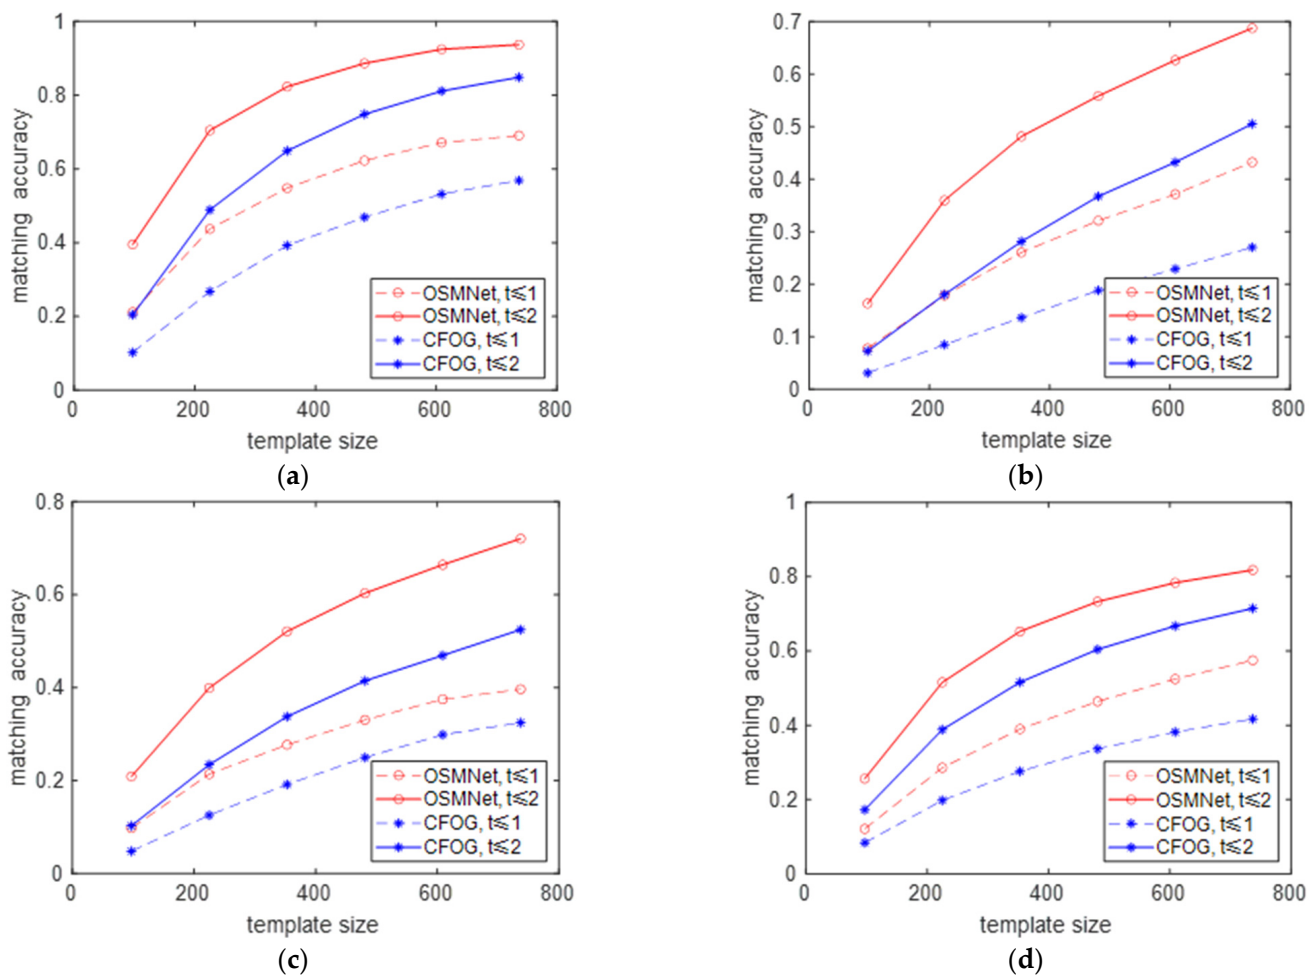 1
0.8
0.6
0.4
0.2
0
0 200 400 600 800
matching accuracy
template size
OSMNet, t⩽1
OSMNet, t⩽2
CFOG, t⩽1
CFOG, t⩽2
(a)
0.7
0.6
0.5
0.4
0.3
0.2
0.1
0
0 200 400 600 800
matching accuracy
template size
OSMNet, t⩽1
OSMNet, t⩽2
CFOG, t⩽1
CFOG, t⩽2
(b)
0.8
0.6
0.4
0.2
0
0 200 400 600 800
matching accuracy
template size
OSMNet, t⩽1
OSMNet, t⩽2
CFOG, t⩽1
CFOG, t⩽2
(c)
1
0.8
0.6
0.4
0.2
0
0 200 400 600 800
matching accuracy
template size
OSMNet, t⩽1
OSMNet, t⩽2
CFOG, t⩽1
CFOG, t⩽2
(d)